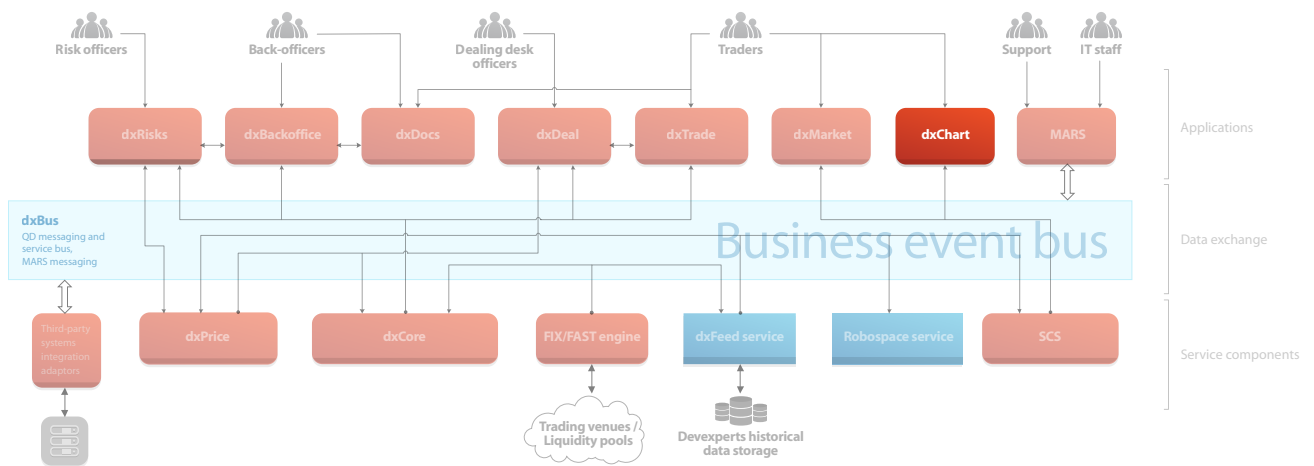 Risk officers
Back-officers
Dealing desk
officers
Traders
Support
IT staff
dxRisks
dxBackoffice
dxDocs
dxDeal
dxTrade
dxMarket
dxChart
MARS
Applications
dxBus
QD messaging and
service bus,
MARS messaging
Business event bus
Data exchange
Third-party
systems
integration
adaptors
dxPrice
dxCore
FIX/FAST engine
dxFeed service
Robospace service
SCS
Service components
Trading venues /
Liquidity pools
Devexperts historical
data storage